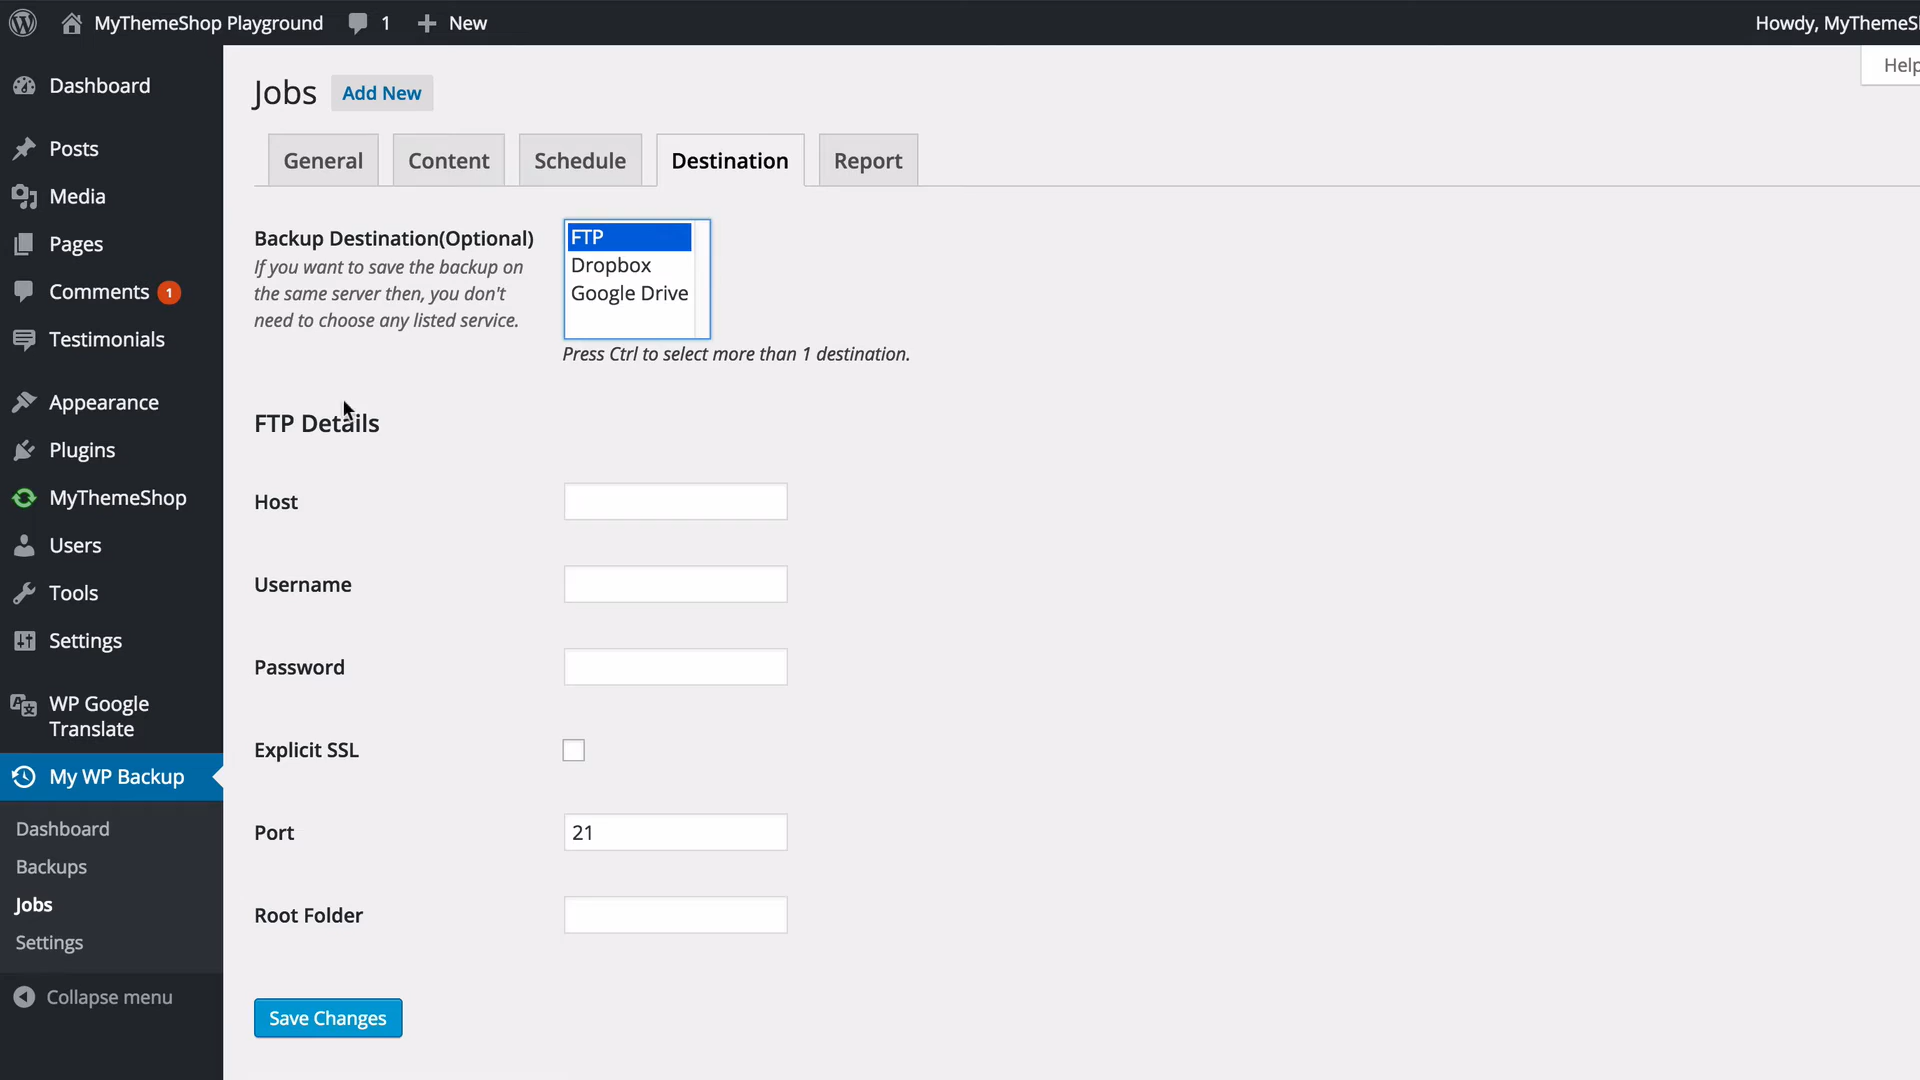 MyThemeShop Playground 1 New
Howdy, MyThemeS
Help
Dashboard
Posts
Media
Pages
Comments 1
Testimonials
Appearance
Plugins
MyThemeShop
Users
Tools
Settings
WP Google
Translate
My WP Backup
Dashboard
Backups
Jobs
Settings
Collapse menu
Jobs Add New
General Content Schedule Destination Report
Backup Destination(Optional)
If you want to save the backup on
the same server then, you don't
need to choose any listed service.
FTP
Dropbox
Google Drive
Press Ctrl to select more than 1 destination.
FTP Details
Host
Username
Password
Explicit SSL
Port 21
Root Folder
Save Changes